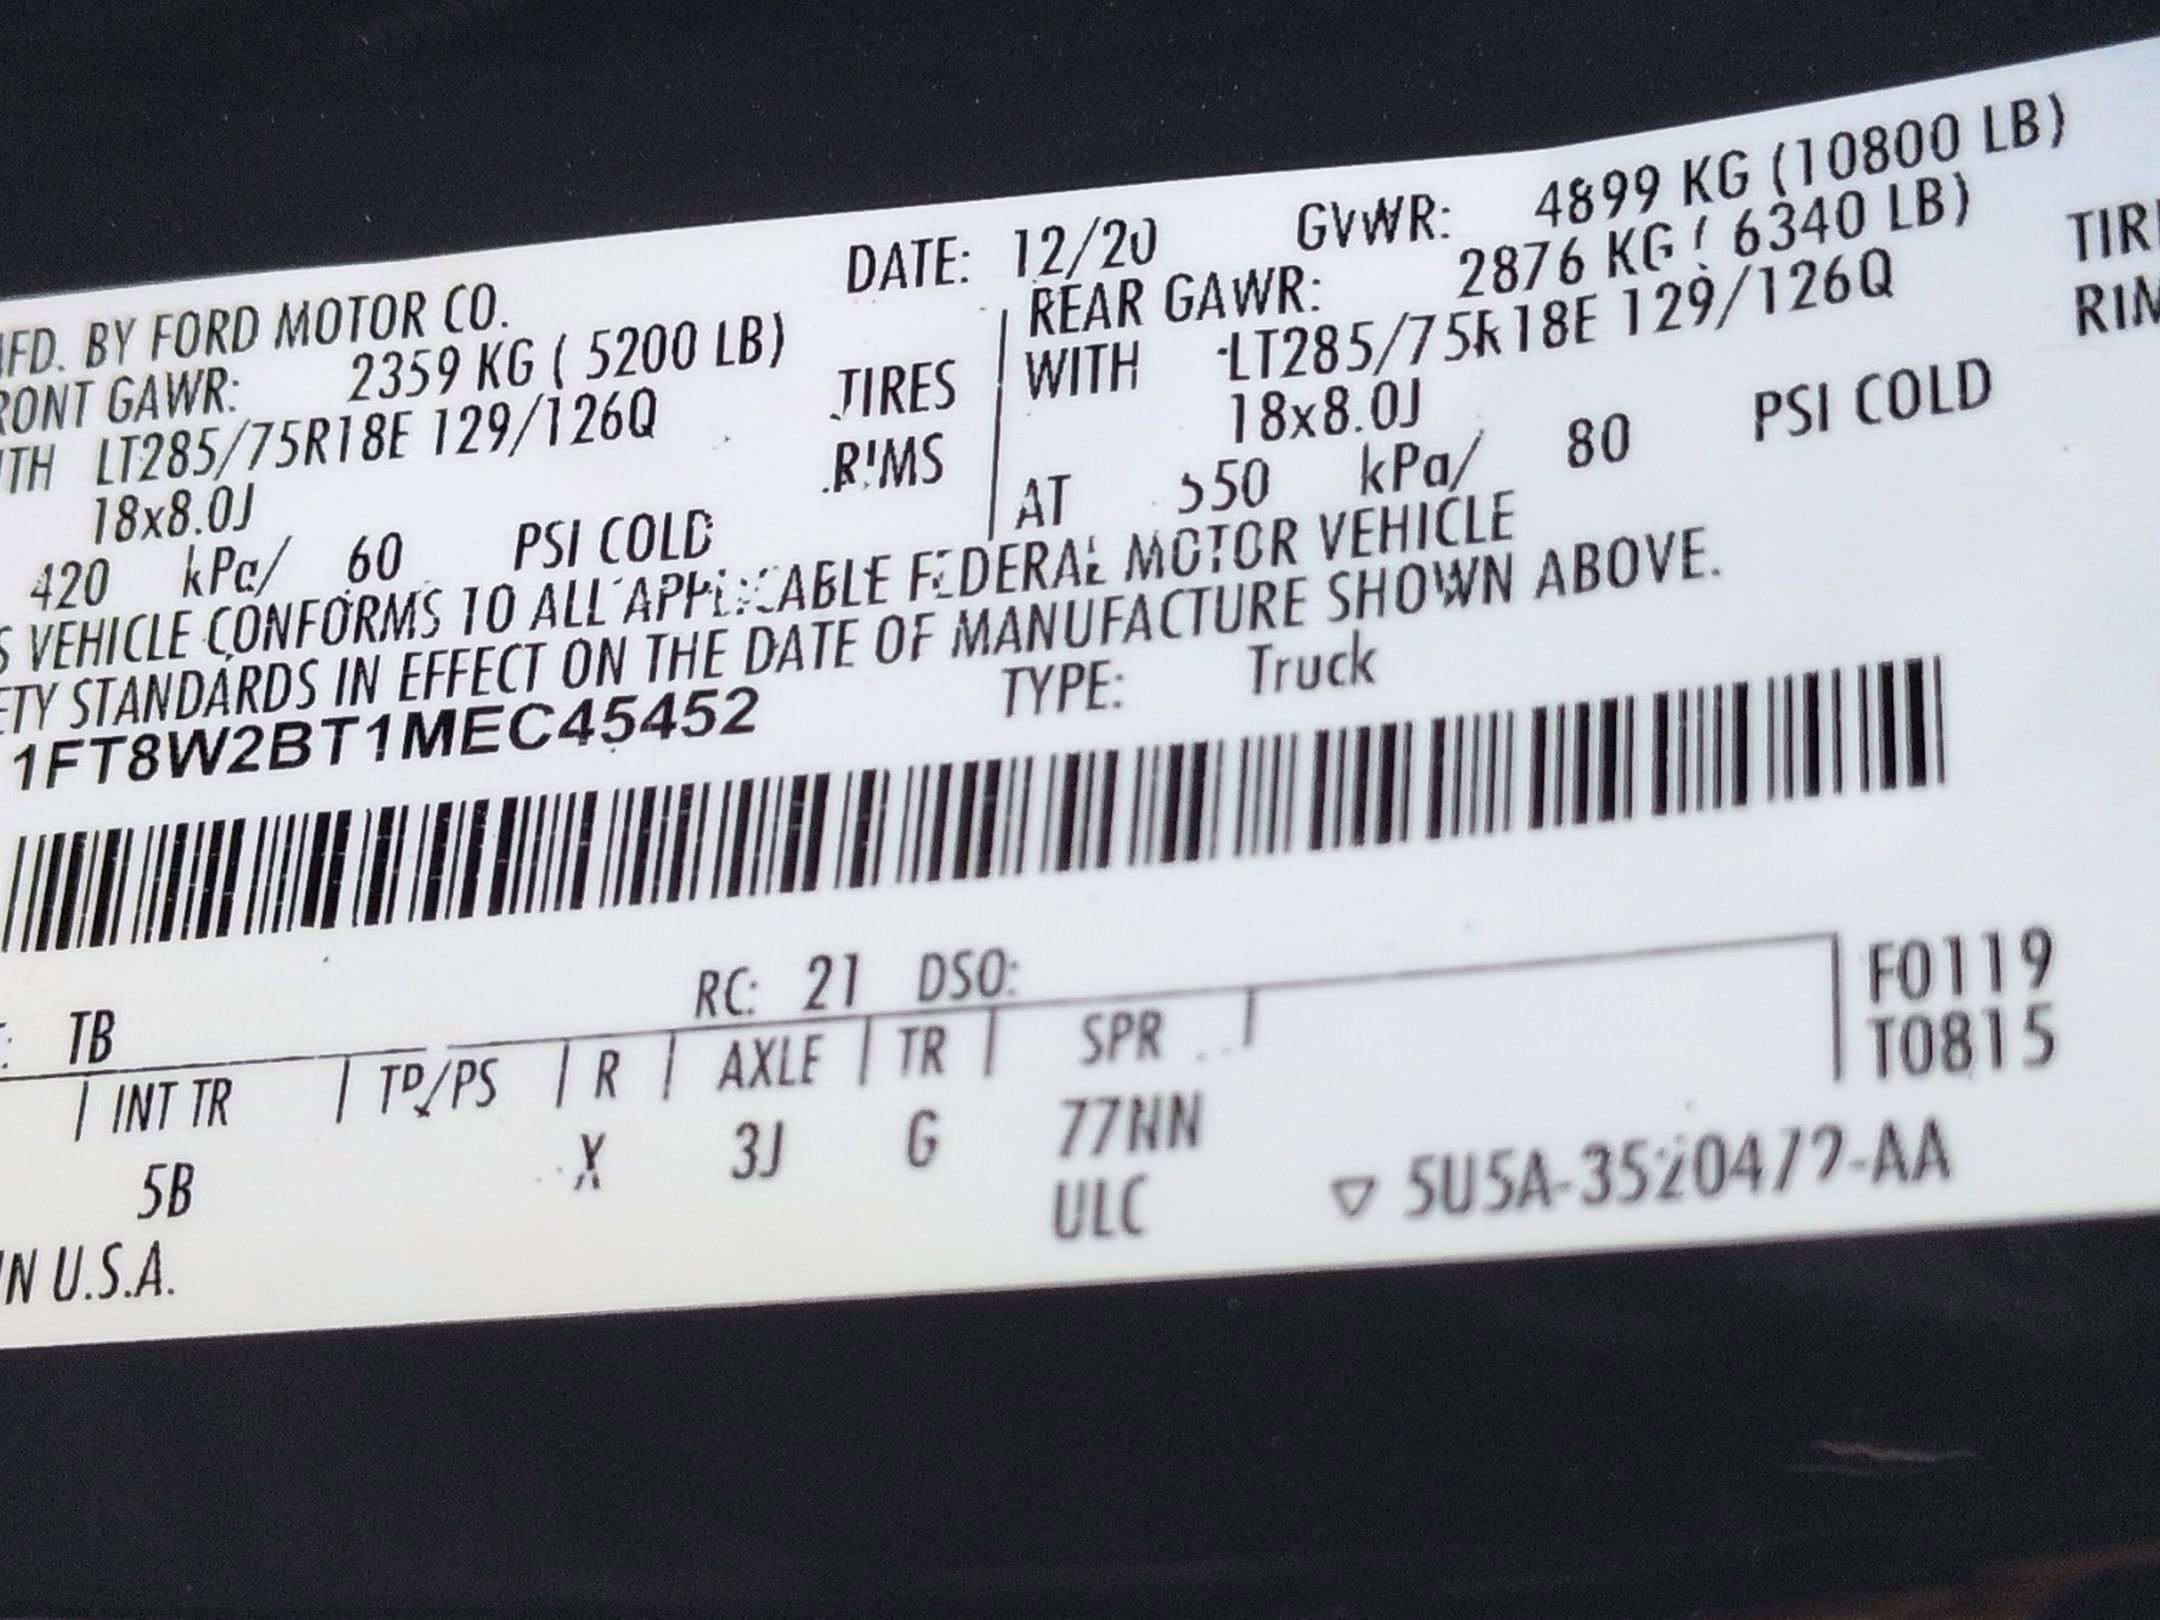 MFD. BY FORD MOTOR CO. DATE: 12/20 GVWR: 4899 KG (10800 LB)
FRONT GAWR: 2359 KG ( 5200 LB) REAR GAWR: 2876 KG ( 6340 LB)
WITH LT285/75R18E 129/126Q TIRES WITH LT285/75R18E 129/126Q TIRE
18x8.0J RIMS 18x8.0J RIM
420 kPa/ 60 PSI COLD AT 550 kPa/ 80 PSI COLD
S VEHICLE CONFORMS TO ALL APPLICABLE FEDERAL MOTOR VEHICLE
ETY STANDARDS IN EFFECT ON THE DATE OF MANUFACTURE SHOWN ABOVE.
1FT8W2BT1MEC45452 TYPE: Truck
: TB RC: 21 DSO: F0119
| INT TR | TP/PS | R | AXLE | TR | SPR | T0815
5B X 3J G 77NN
ULC ▽ 5U5A-3520472-AA
IN U.S.A.